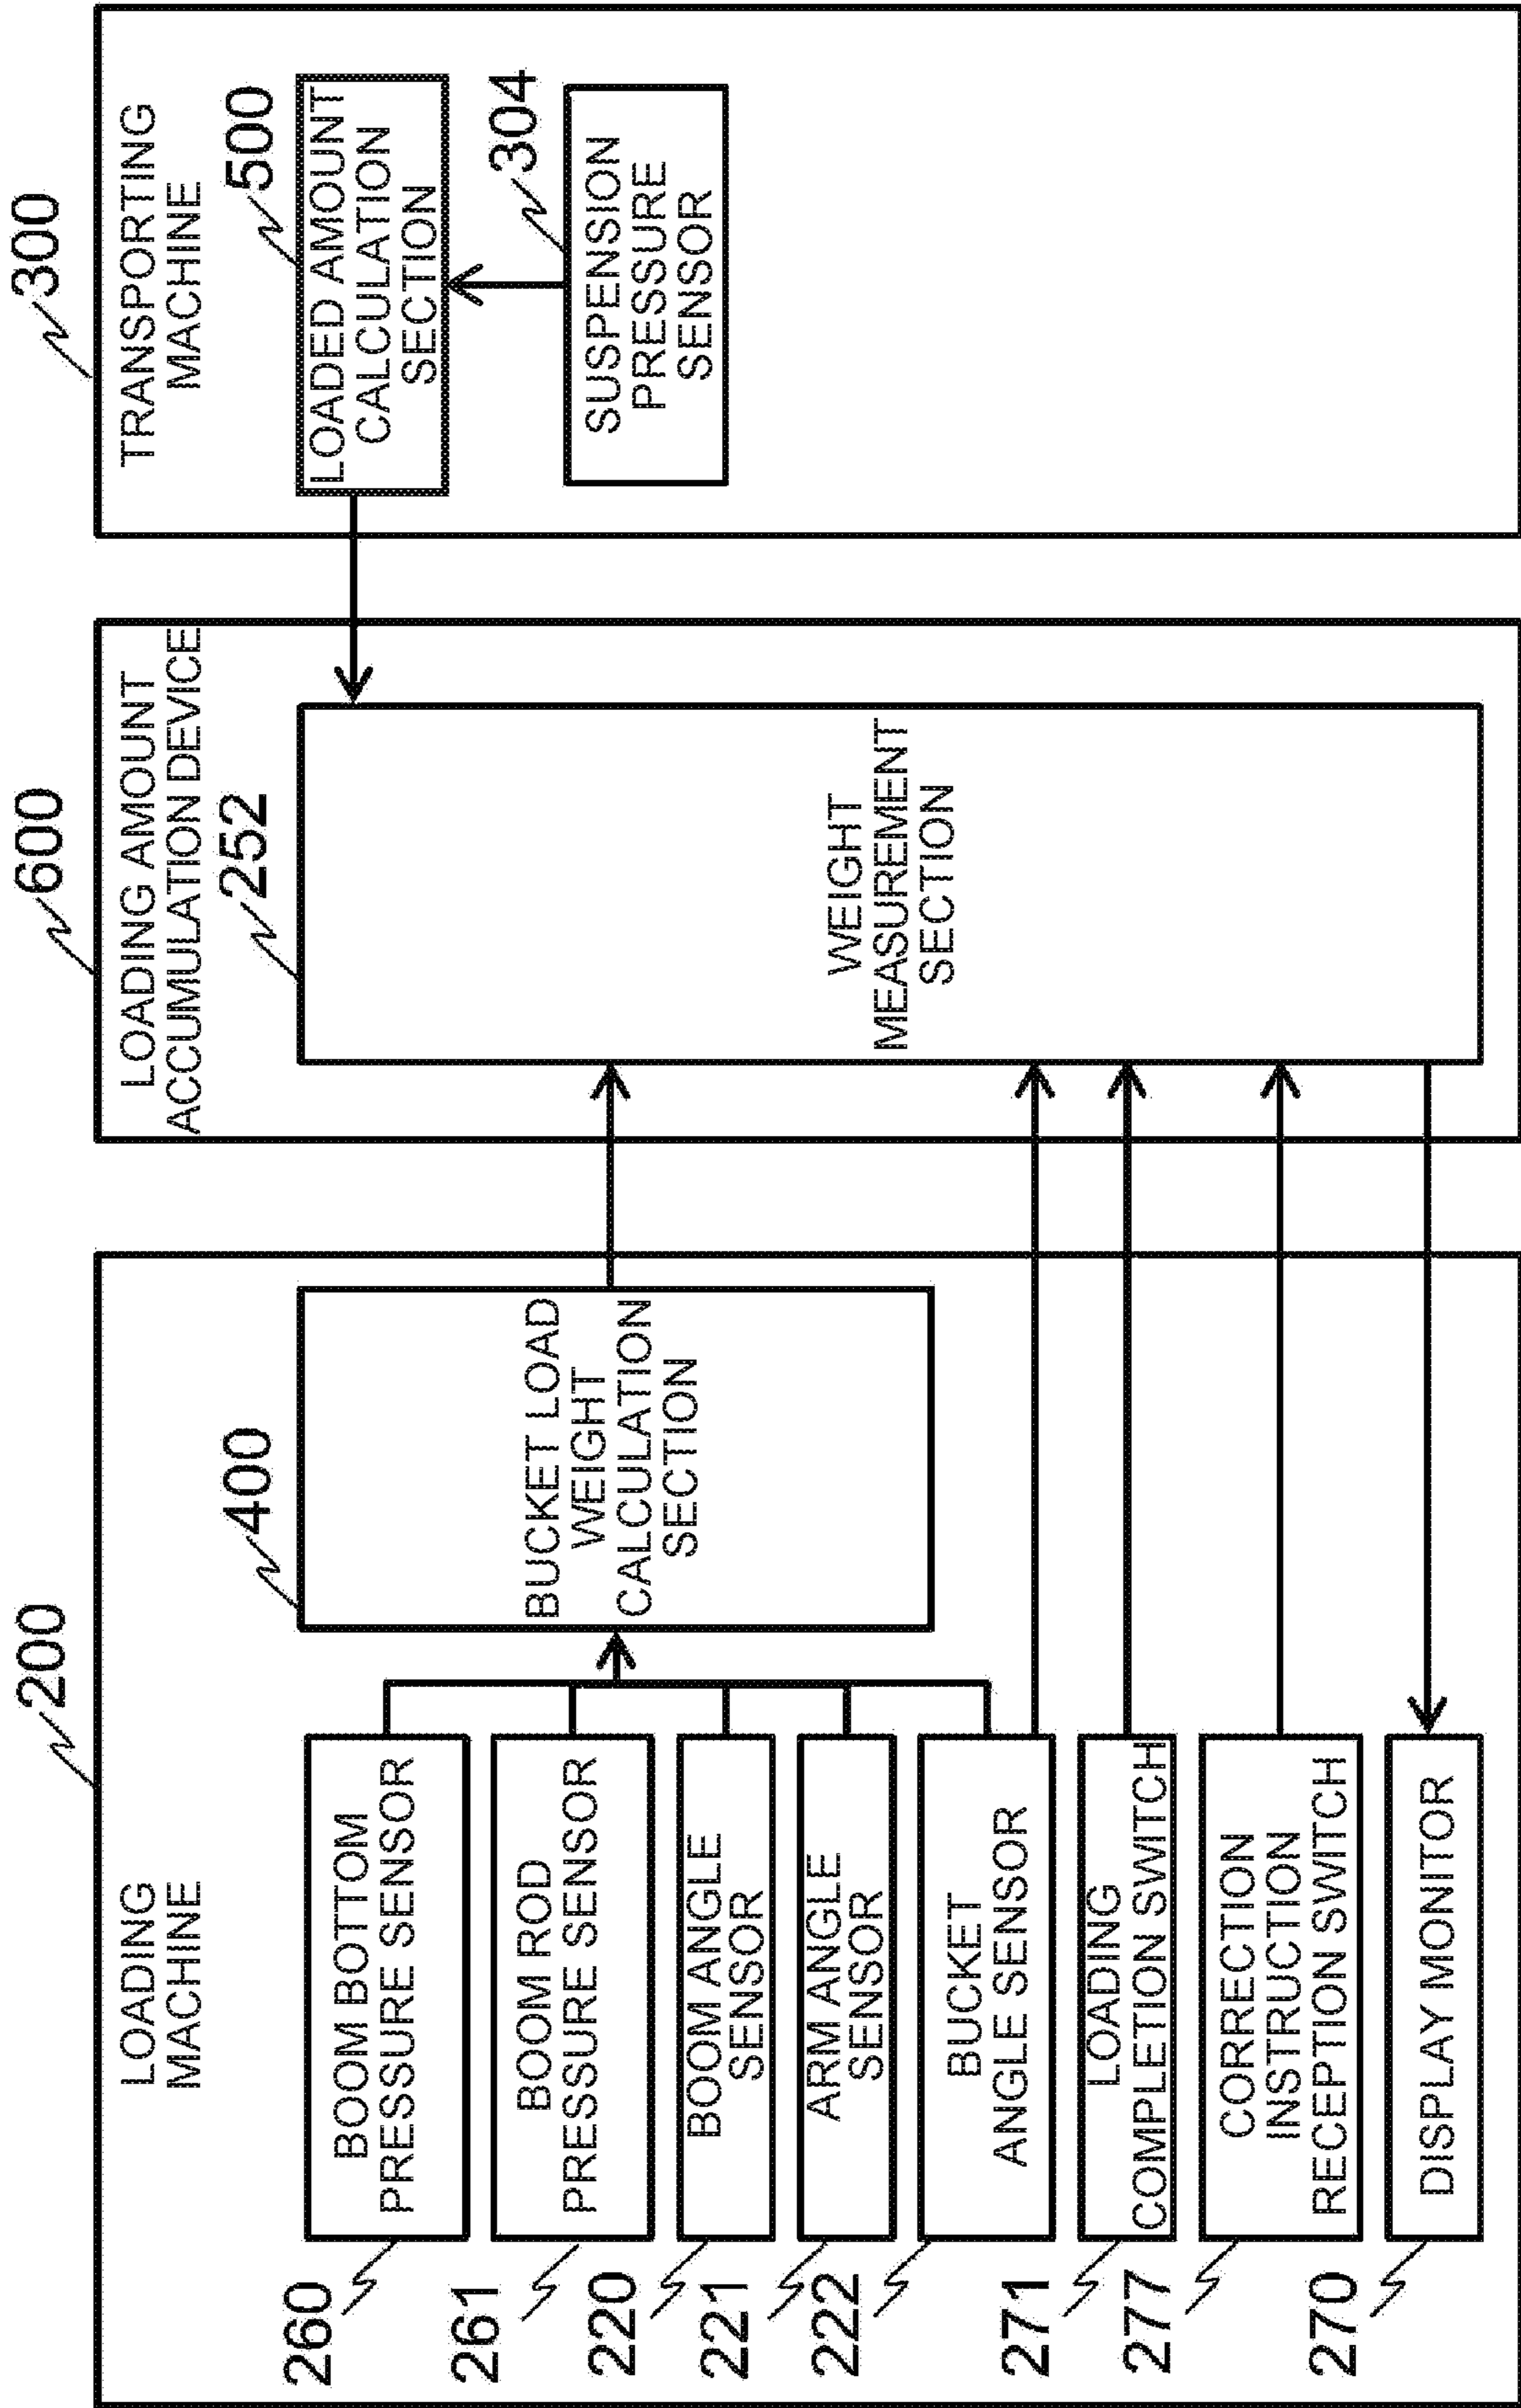 200
LOADING
MACHINE
260
BOOM BOTTOM
PRESSURE SENSOR
261
BOOM ROD
PRESSURE SENSOR
220
BOOM ANGLE
SENSOR
221
ARM ANGLE
SENSOR
222
BUCKET
ANGLE SENSOR
271
LOADING
COMPLETION SWITCH
277
CORRECTION
INSTRUCTION
RECEPTION SWITCH
270
DISPLAY MONITOR
400
BUCKET LOAD
WEIGHT
CALCULATION
SECTION
600
LOADING AMOUNT
ACCUMULATION DEVICE
252
WEIGHT
MEASUREMENT
SECTION
300
TRANSPORTING
MACHINE
500
LOADED AMOUNT
CALCULATION
SECTION
304
SUSPENSION
PRESSURE
SENSOR